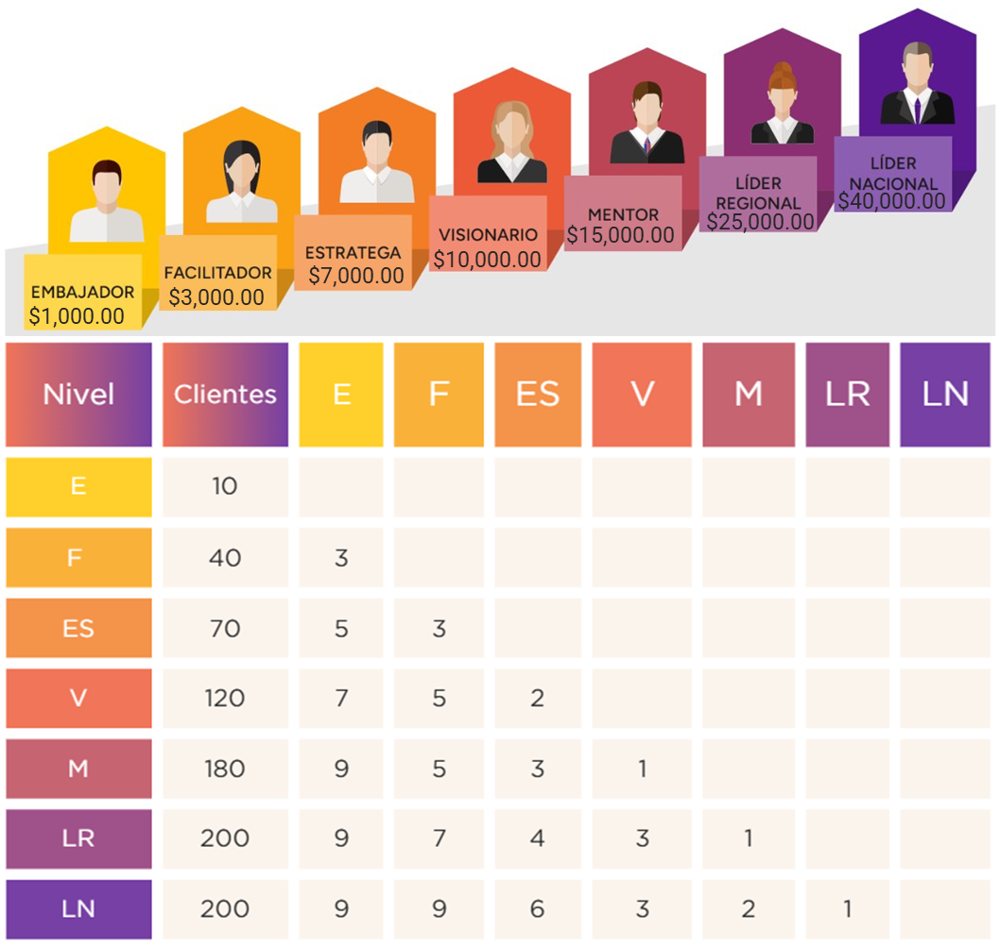 EMBAJADOR
$1,000.00
FACILITADOR
$3,000.00
ESTRATEGA
$7,000.00
VISIONARIO
$10,000.00
MENTOR
$15,000.00
LÍDER
REGIONAL
$25,000.00
LÍDER
NACIONAL
$40,000.00
Nivel Clientes E F ES V M LR LN
E 10
F 40 3
ES 70 5 3
V 120 7 5 2
M 180 9 5 3 1
LR 200 9 7 4 3 1
LN 200 9 9 6 3 2 1